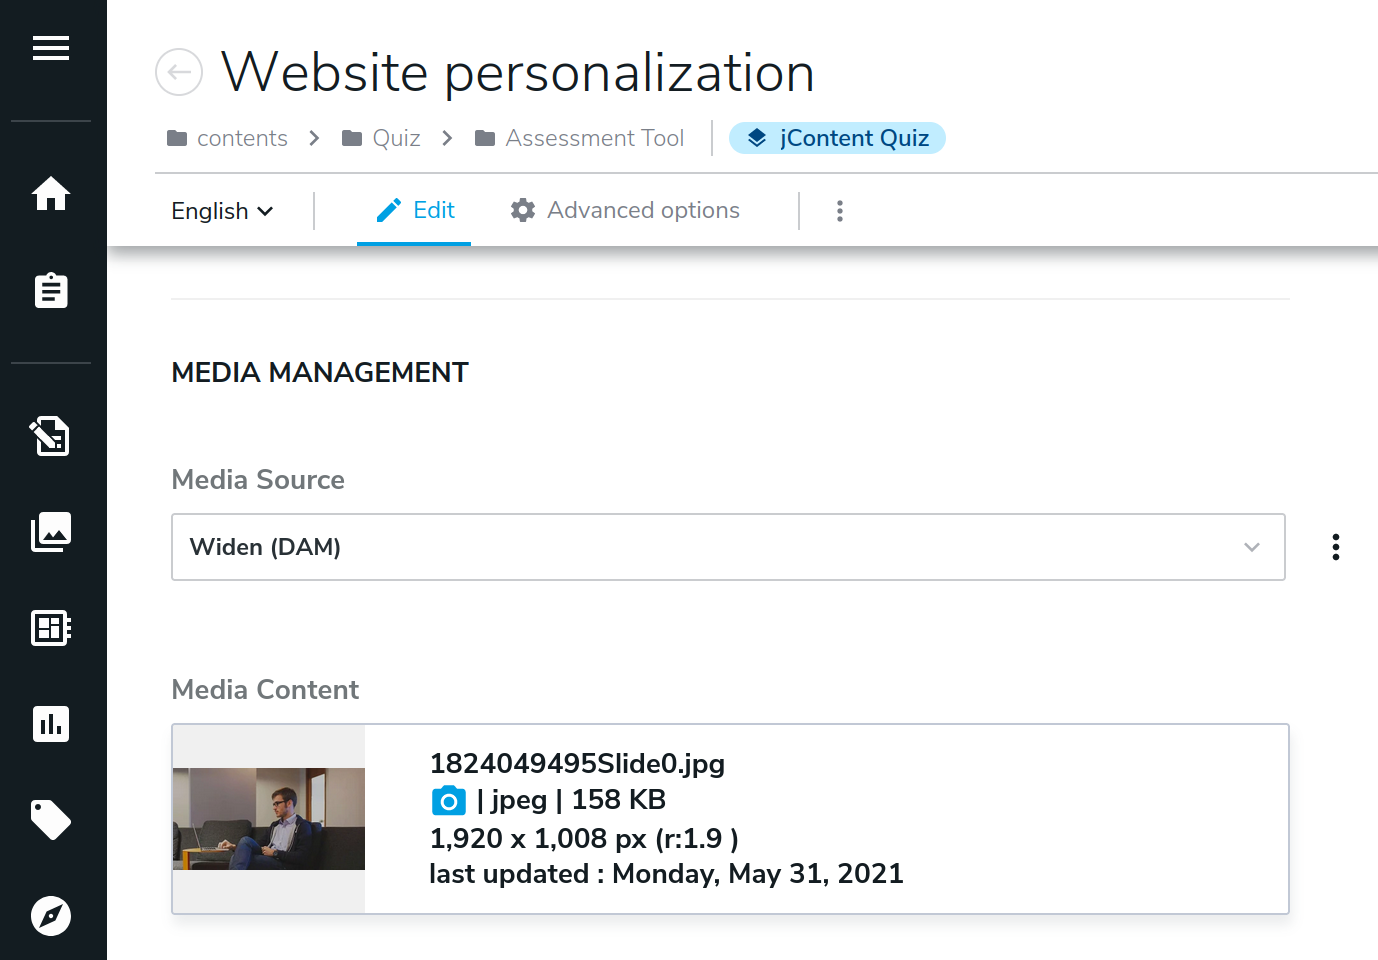 Website personalization
contents > Quiz > Assessment Tool jContent Quiz
English Edit Advanced options
MEDIA MANAGEMENT
Media Source
Widen (DAM)
Media Content
1824049495Slide0.jpg
| jpeg | 158 KB
1,920 x 1,008 px (r:1.9 )
last updated : Monday, May 31, 2021